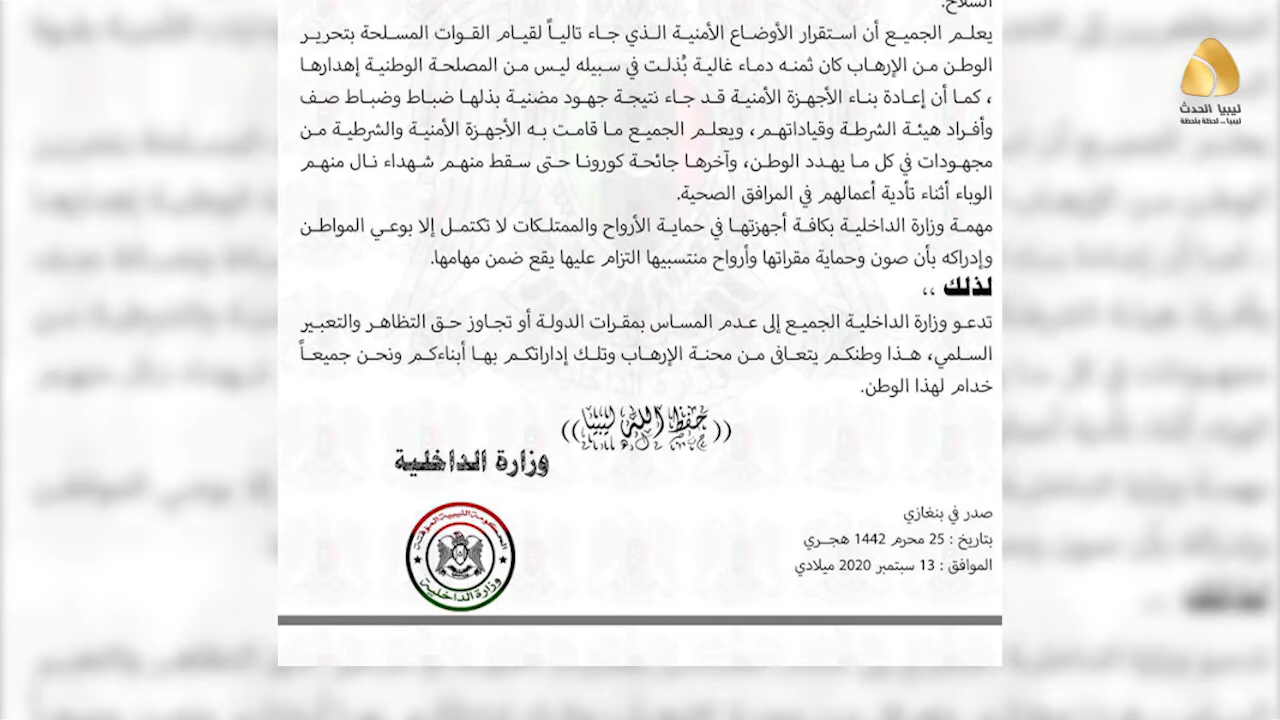 السلاح.
يعلم الجميع أن استقرار الأوضاع الأمنية الذي جاء تالياً لقيام القوات المسلحة بتحرير
الوطن من الإرهاب كان ثمنه دماء غالية بُذلت في سبيله ليس من المصلحة الوطنية إهدارها
، كما أن إعادة بناء الأجهزة الأمنية قد جاء نتيجة جهود مضنية بذلها ضباط وضباط صف
وأفراد هيئة الشرطة وقياداتهم، ويعلم الجميع ما قامت به الأجهزة الأمنية والشرطية من
مجهودات في كل ما يهدد الوطن، وآخرها جائحة كورونا حتى سقط منهم شهداء نال منهم
الوباء أثناء تأدية أعمالهم في المرافق الصحية.
مهمة وزارة الداخلية بكافة أجهزتها في حماية الأرواح والممتلكات لا تكتمل إلا بوعي المواطن
وإدراكه بأن صون وحماية مقراتها وأرواح منتسبيها التزام عليها يقع ضمن مهامها.
لذلك ،،
تدعو وزارة الداخلية الجميع إلى عدم المساس بمقرات الدولة أو تجاوز حق التظاهر والتعبير
السلمي، هذا وطنكم يتعافى من محنة الإرهاب وتلك إداراتكم بها أبناءكم ونحن جميعاً
خدام لهذا الوطن.
((حفظ الله ليبيا))
وزارة الداخلية
صدر في بنغازي
بتاريخ : 25 محرم 1442 هجري
الموافق : 13 سبتمبر 2020 ميلادي
الحكومة الليبية المؤقتة
وزارة الداخلية
ليبيا الحدث
ليبيا.. لحظة بلحظة